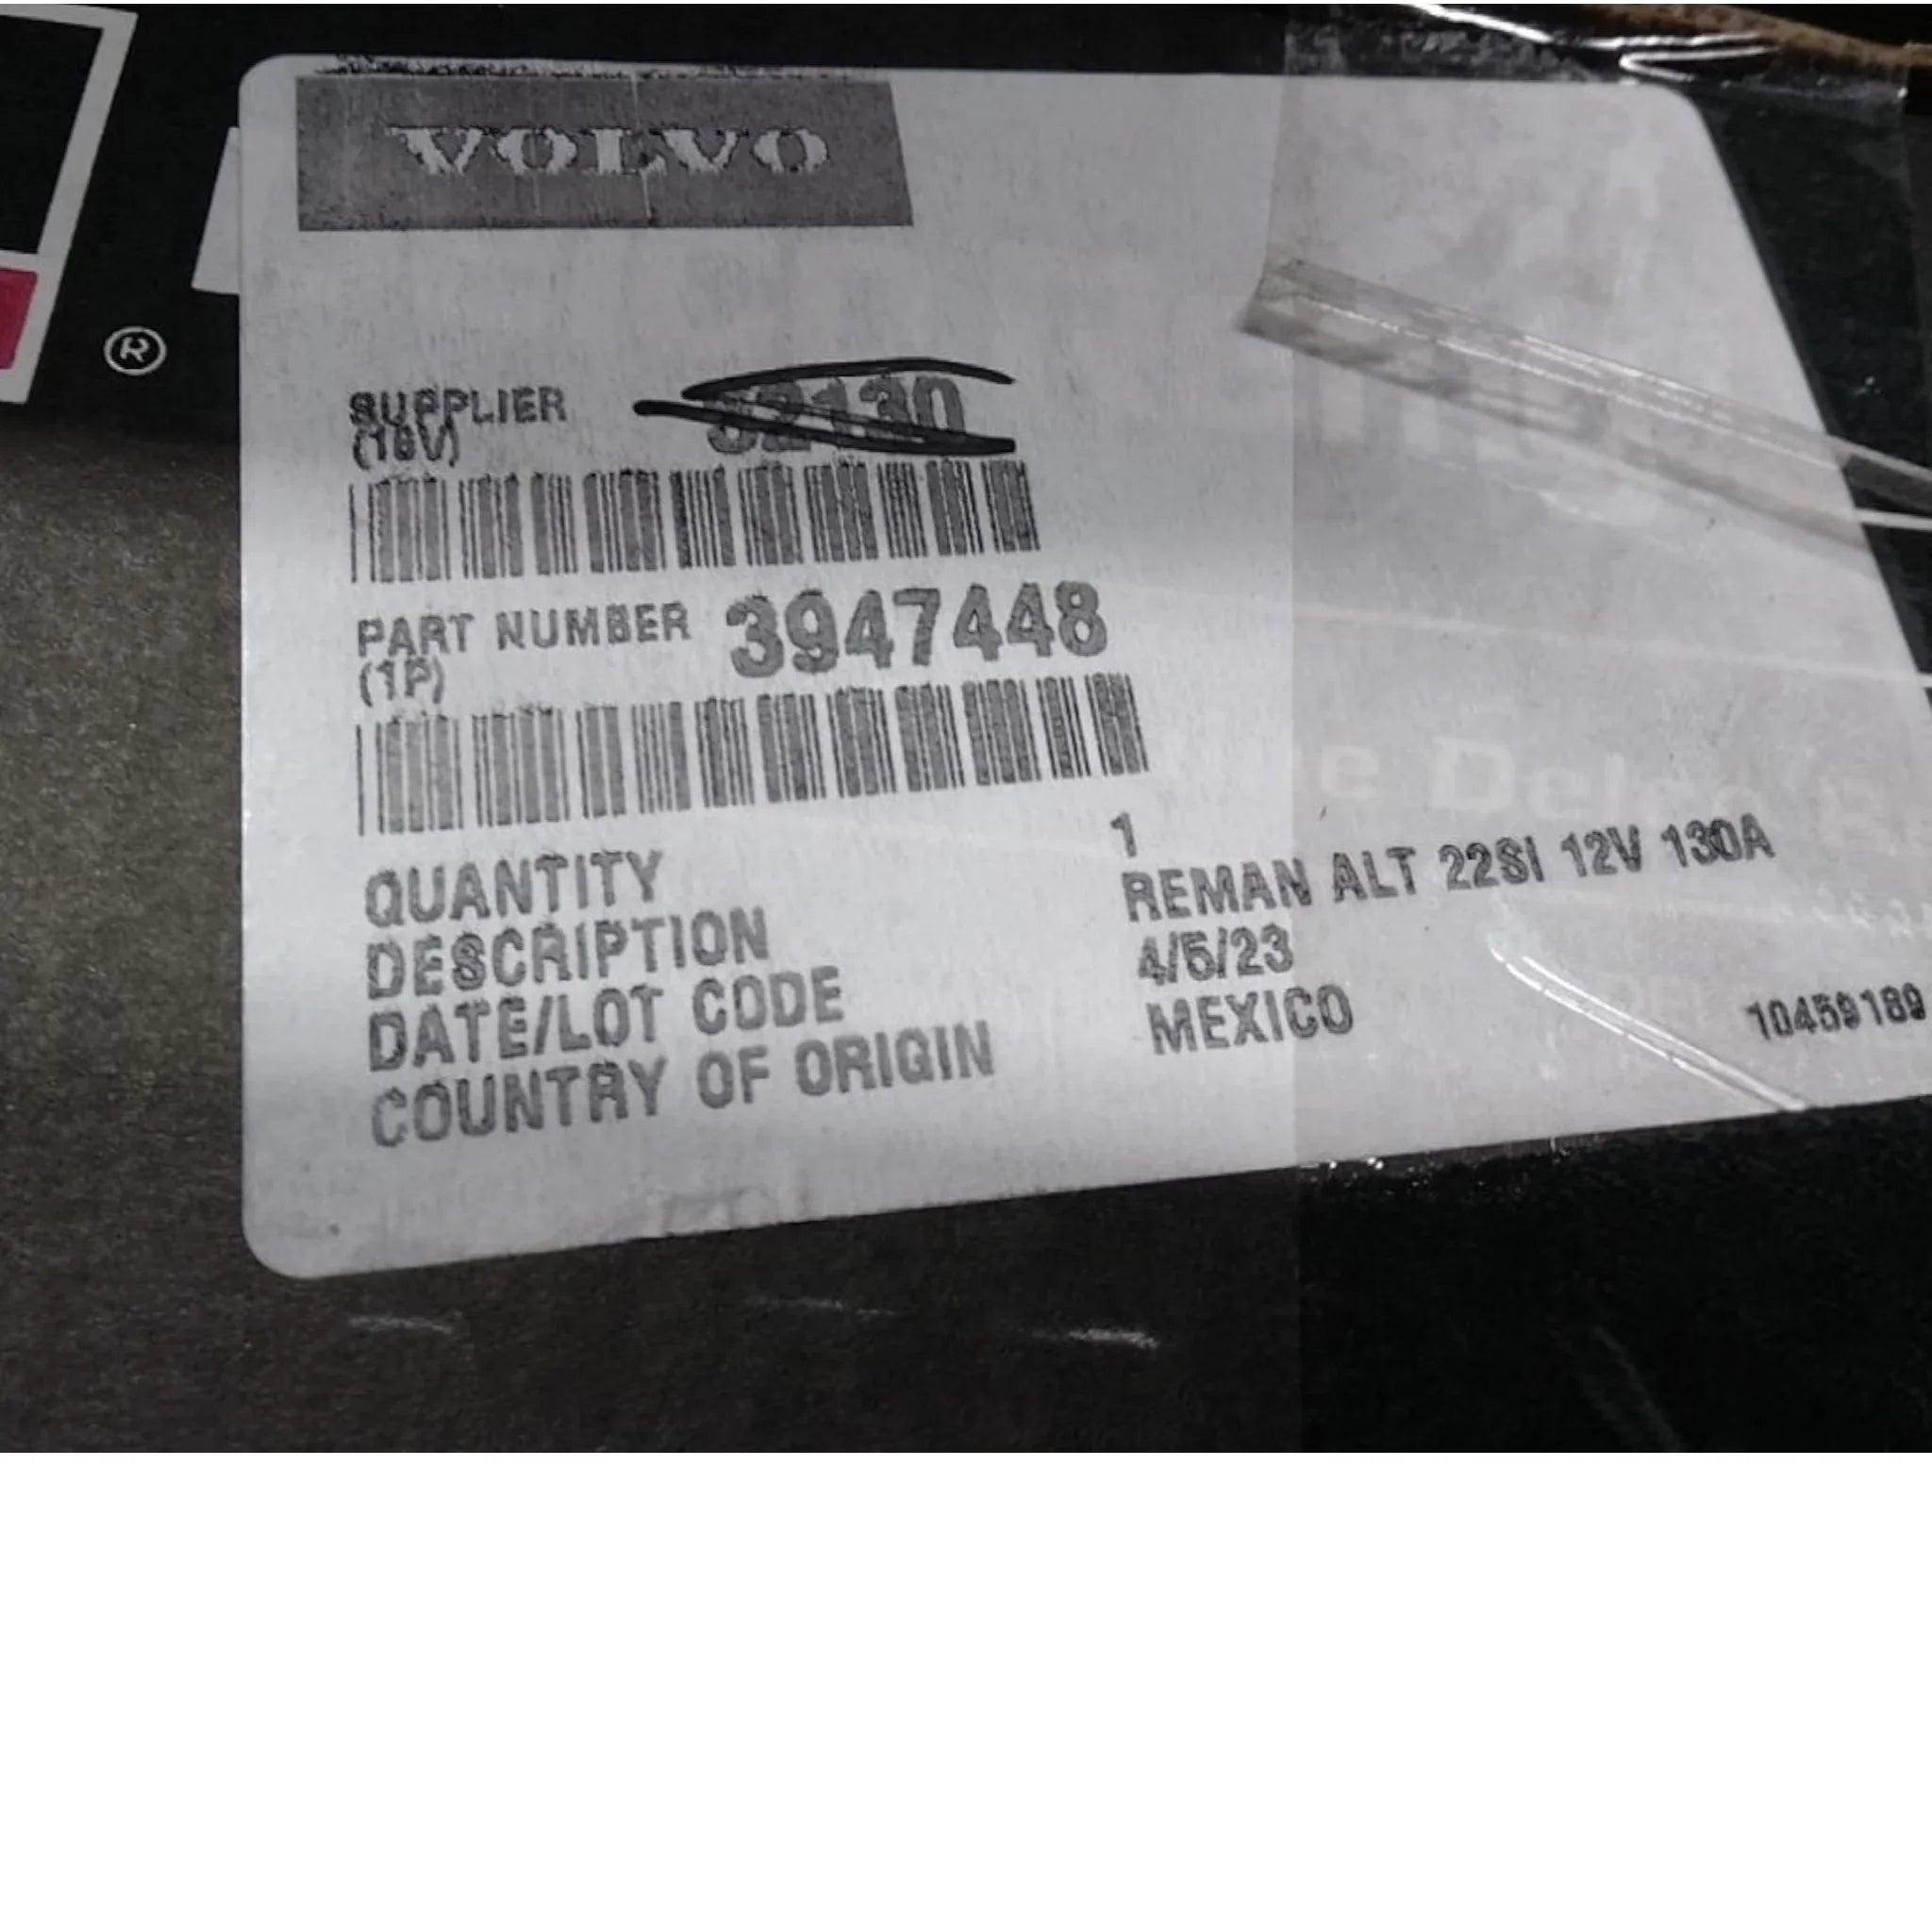 VOLVO
®
SUPPLIER 52130
(18V)
PART NUMBER 3947448
(1P)
QUANTITY 1
DESCRIPTION REMAN ALT 22SI 12V 130A
DATE/LOT CODE 4/5/23
COUNTRY OF ORIGIN MEXICO
10459189